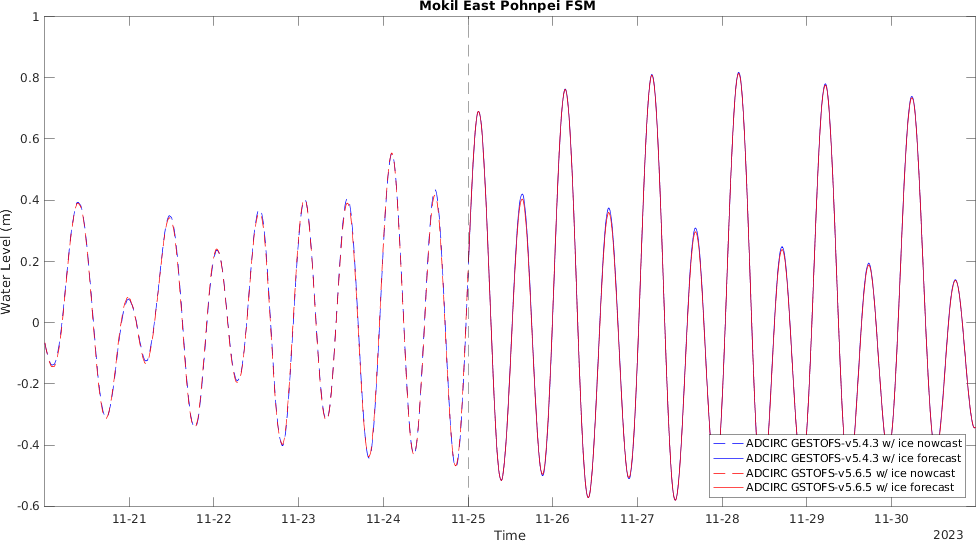 Mokil East Pohnpei FSM
1
0.8
0.6
0.4
0.2
0
-0.2
-0.4
-0.6
Water Level (m)
11-21
11-22
11-23
11-24
11-25
11-26
11-27
11-28
11-29
11-30
Time
2023
ADCIRC GESTOFS-v5.4.3 w/ ice nowcast
ADCIRC GESTOFS-v5.4.3 w/ ice forecast
ADCIRC GSTOFS-v5.6.5 w/ ice nowcast
ADCIRC GSTOFS-v5.6.5 w/ ice forecast